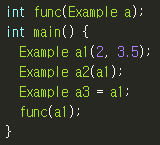 int func(Example a);
int main() {
  Example a1(2, 3.5);
  Example a2(a1);
  Example a3 = a1;
  func(a1);
}